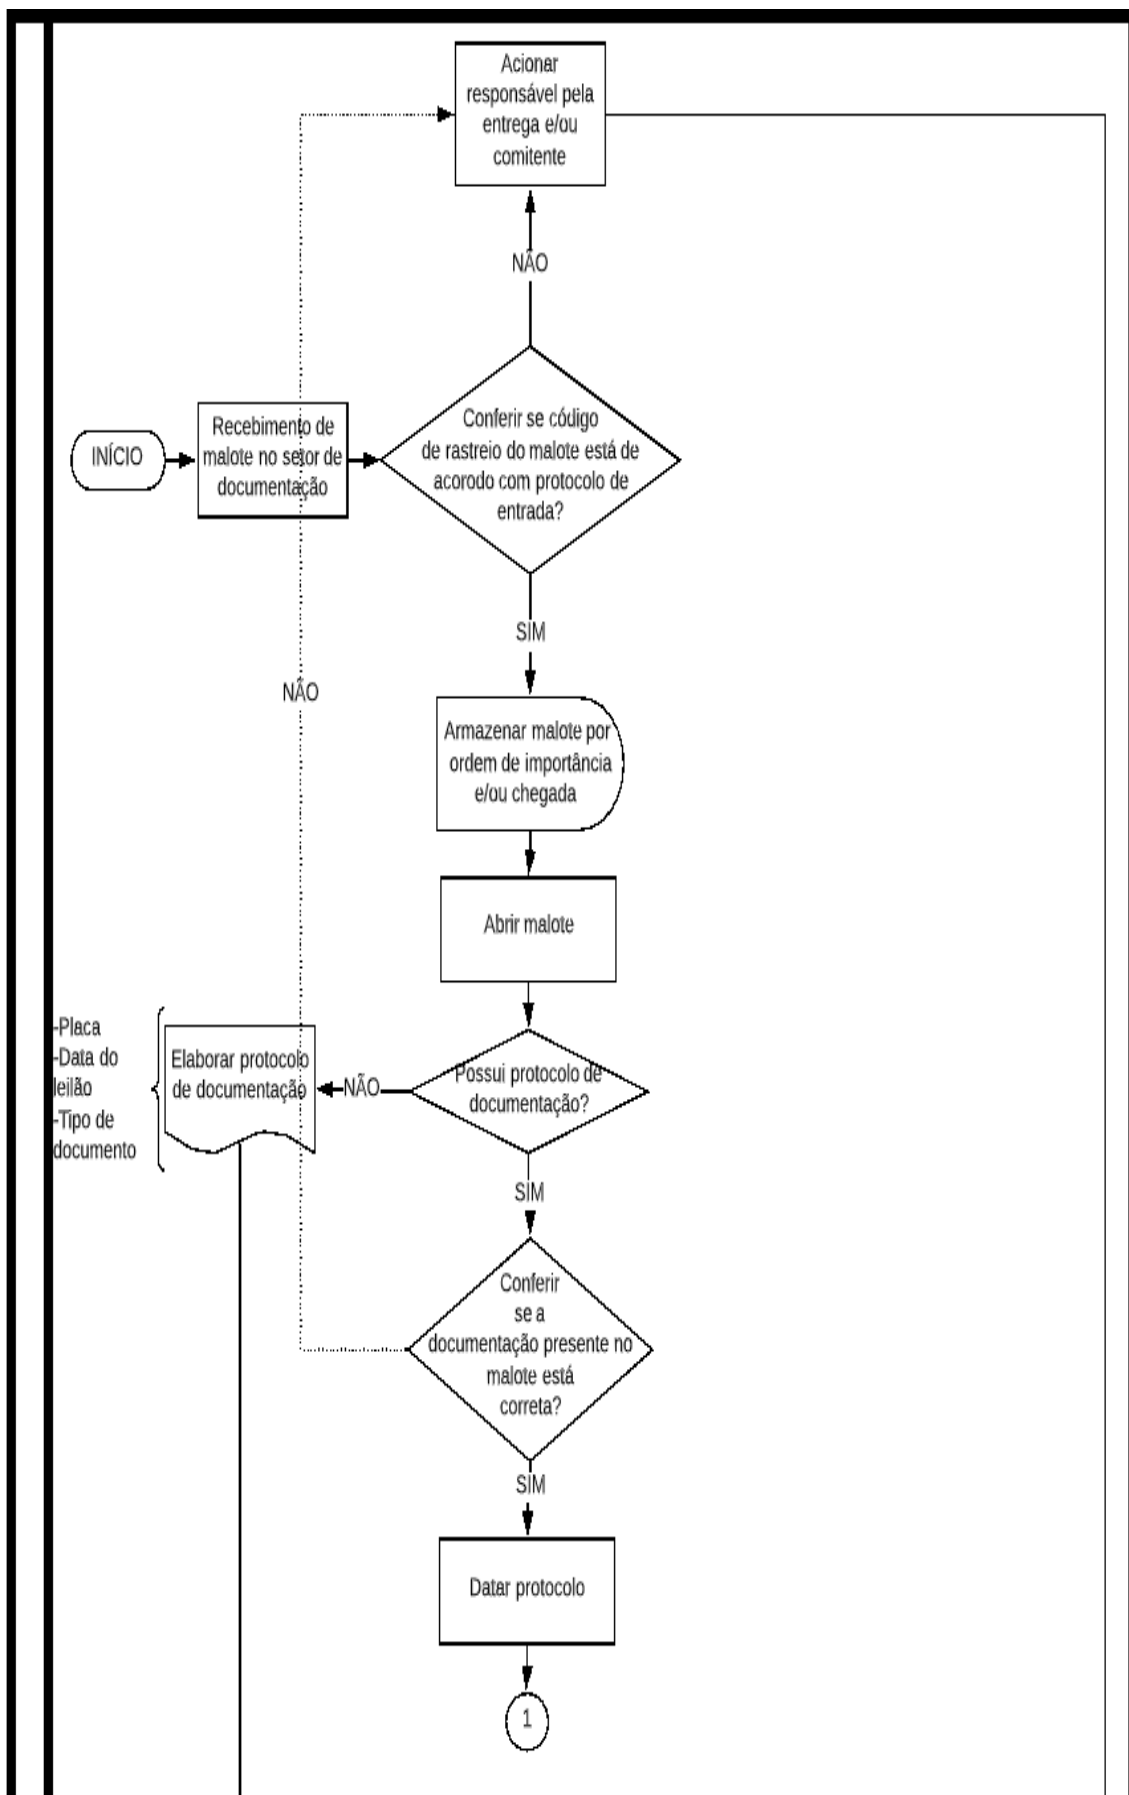 Acionar
responsável pela
entrega e/ou
comitente
NÃO
INÍCIO
Recebimento de
malote no setor de
documentação
Conferir se código
de rastreio do malote está de
acorodo com protocolo de
entrada?
SIM
NÃO
Armazenar malote por
ordem de importância
e/ou chegada
Abrir malote
-Placa
-Data do
leilão
-Tipo de
documento
Elaborar protocolo
de documentação
NÃO
Possui protocolo de
documentação?
SIM
Conferir
se a
documentação presente no
malote está
correta?
SIM
Datar protocolo
1